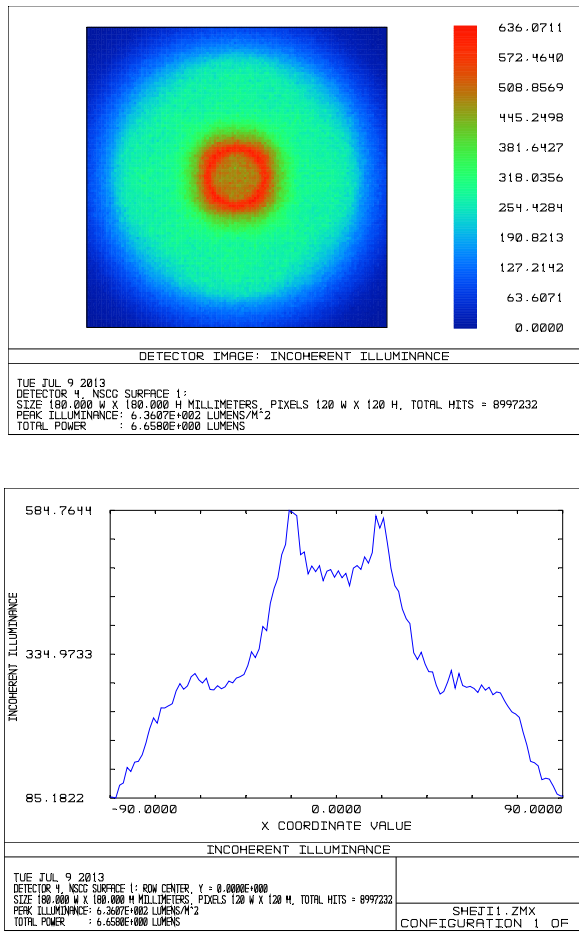 636.0711
572.4640
508.8569
445.2498
381.6427
318.0356
254.4284
190.8213
127.2142
63.6071
0.0000
DETECTOR IMAGE: INCOHERENT ILLUMINANCE
TUE JUL 9 2013
DETECTOR 4, NSCG SURFACE 1:
SIZE 180.000 W X 180.000 H MILLIMETERS, PIXELS 120 W X 120 H, TOTAL HITS = 8997232
PEAK ILLUMINANCE: 6.3607E+002 LUMENS/M^2
TOTAL POWER : 6.6580E+000 LUMENS
584.7644
334.9733
85.1822
INCOHERENT ILLUMINANCE
-90.0000 0.0000 90.0000
X COORDINATE VALUE
INCOHERENT ILLUMINANCE
TUE JUL 9 2013
DETECTOR 4, NSCG SURFACE 1: ROW CENTER, Y = 0.0000E+000
SIZE 180.000 W X 180.000 H MILLIMETERS, PIXELS 120 W X 120 H, TOTAL HITS = 8997232
PEAK ILLUMINANCE: 6.3607E+002 LUMENS/M^2
TOTAL POWER : 6.6580E+000 LUMENS
SHEJI1.ZMX
CONFIGURATION 1 OF